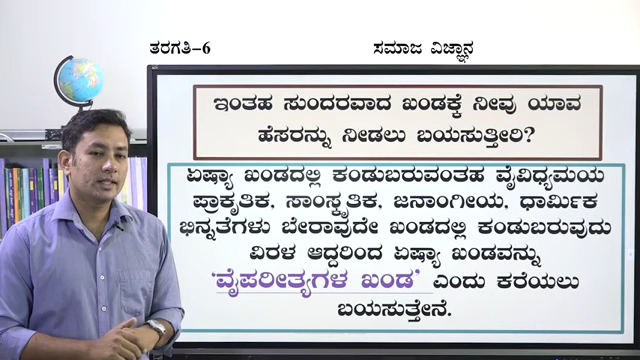 ತರಗತಿ–6
ಸಮಾಜ ವಿಜ್ಞಾನ
ಇಂತಹ ಸುಂದರವಾದ ಖಂಡಕ್ಕೆ ನೀವು ಯಾವ
ಹೆಸರನ್ನು ನೀಡಲು ಬಯಸುತ್ತೀರಿ?
ಏಷ್ಯಾ ಖಂಡದಲ್ಲಿ ಕಂಡುಬರುವಂತಹ ವೈವಿಧ್ಯಮಯ
ಪ್ರಾಕೃತಿಕ, ಸಾಂಸ್ಕೃತಿಕ, ಜನಾಂಗೀಯ, ಧಾರ್ಮಿಕ
ಭಿನ್ನತೆಗಳು ಬೇರಾವುದೇ ಖಂಡದಲ್ಲಿ ಕಂಡುಬರುವುದು
ವಿರಳ ಆದ್ದರಿಂದ ಏಷ್ಯಾ ಖಂಡವನ್ನು
‘ವೈಪರೀತ್ಯಗಳ ಖಂಡ’ ಎಂದು ಕರೆಯಲು
ಬಯಸುತ್ತೇನೆ.